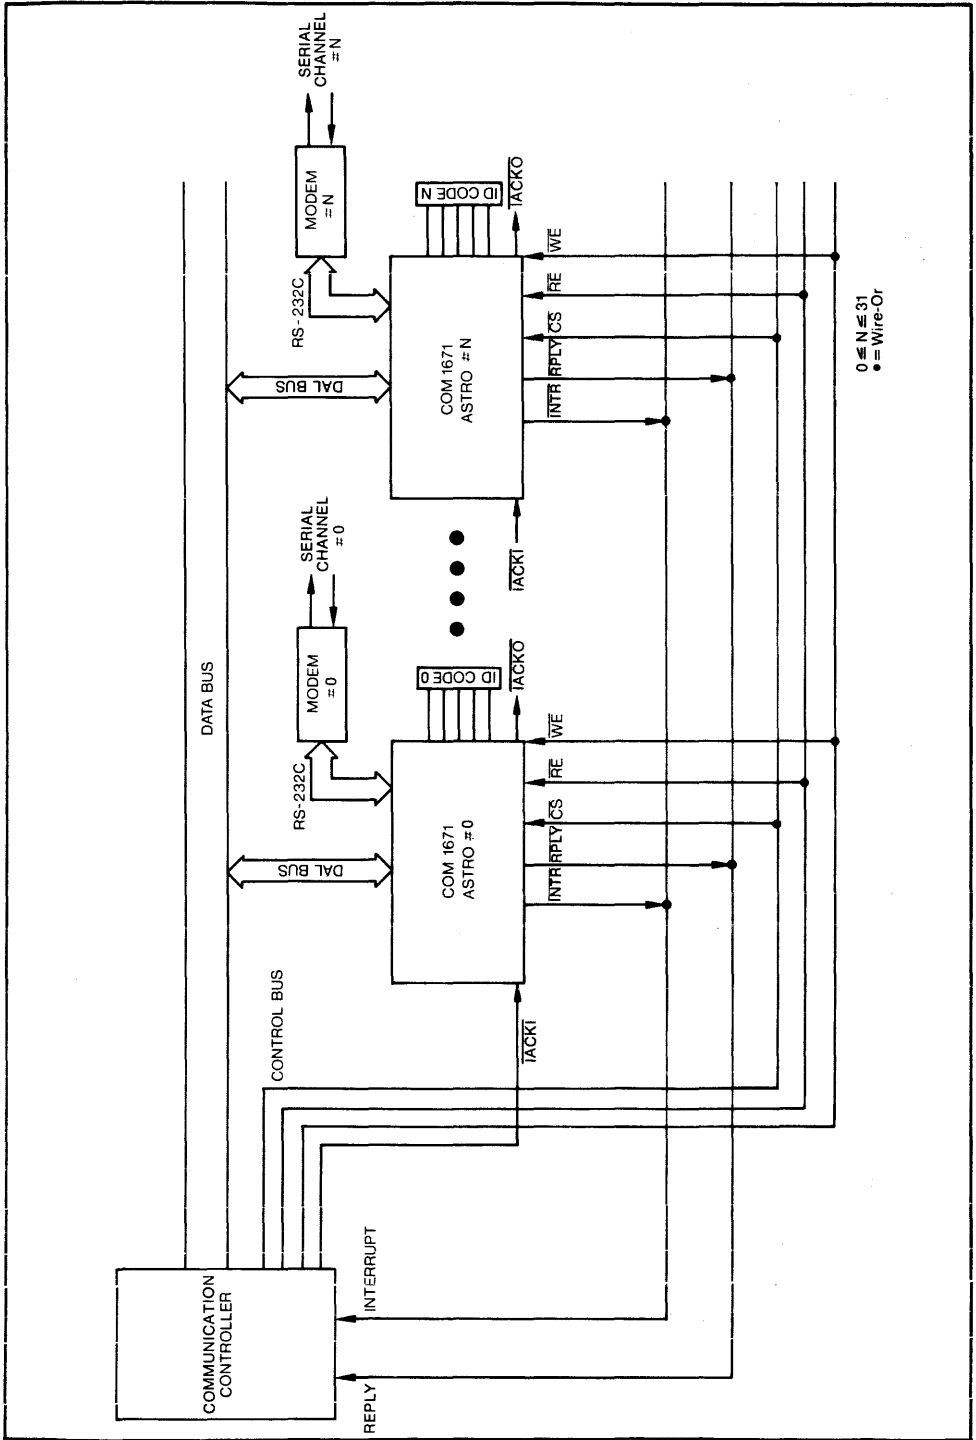 COMMUNICATION
CONTROLLER
REPLY
INTERRUPT
CONTROL BUS
DATA BUS
DAL BUS
RS-232C
MODEM
#0
SERIAL
CHANNEL
#0
COM 1671
ASTRO #0
ID CODE 0
IACKI
IACKO
INTR
RPLY
CS
RE
WE
DAL BUS
RS-232C
MODEM
#N
SERIAL
CHANNEL
#N
COM 1671
ASTRO #N
ID CODE N
IACKI
IACKO
INTR
RPLY
CS
RE
WE
0 ≤ N ≤ 31
● = Wire-Or